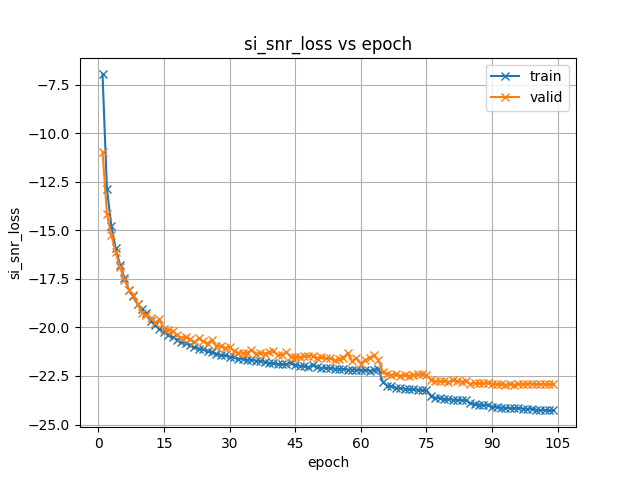 si_snr_loss vs epoch
train
valid
−7.5
−10.0
−12.5
−15.0
−17.5
−20.0
−22.5
−25.0
si_snr_loss
0 15 30 45 60 75 90 105
epoch